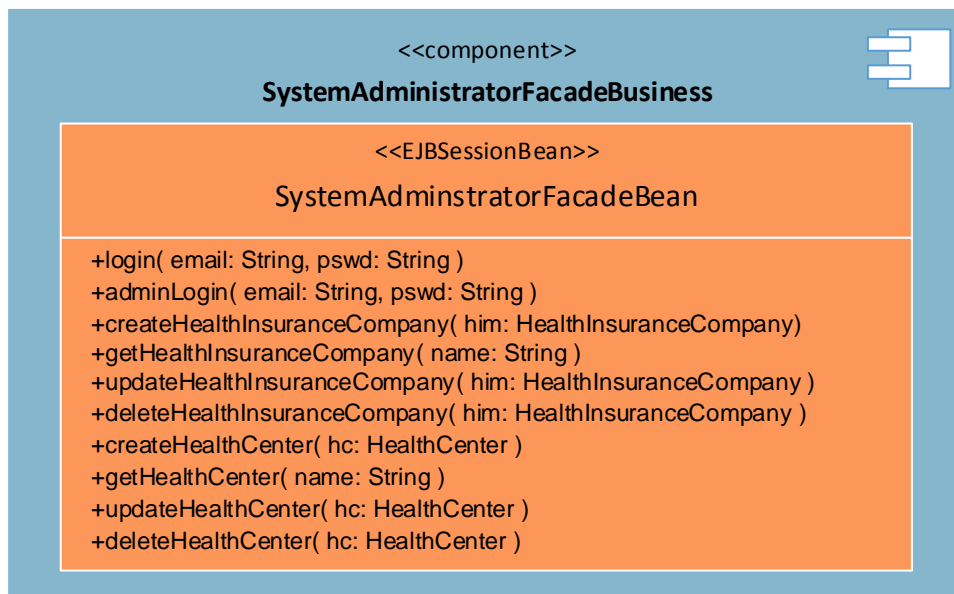 <<component>>
SystemAdministratorFacadeBusiness
<<EJBSessionBean>>
SystemAdminstratorFacadeBean
+login( email: String, pswd: String )
+adminLogin( email: String, pswd: String )
+createHealthInsuranceCompany( him: HealthInsuranceCompany)
+getHealthInsuranceCompany( name: String )
+updateHealthInsuranceCompany( him: HealthInsuranceCompany )
+deleteHealthInsuranceCompany( him: HealthInsuranceCompany )
+createHealthCenter( hc: HealthCenter )
+getHealthCenter( name: String )
+updateHealthCenter( hc: HealthCenter )
+deleteHealthCenter( hc: HealthCenter )